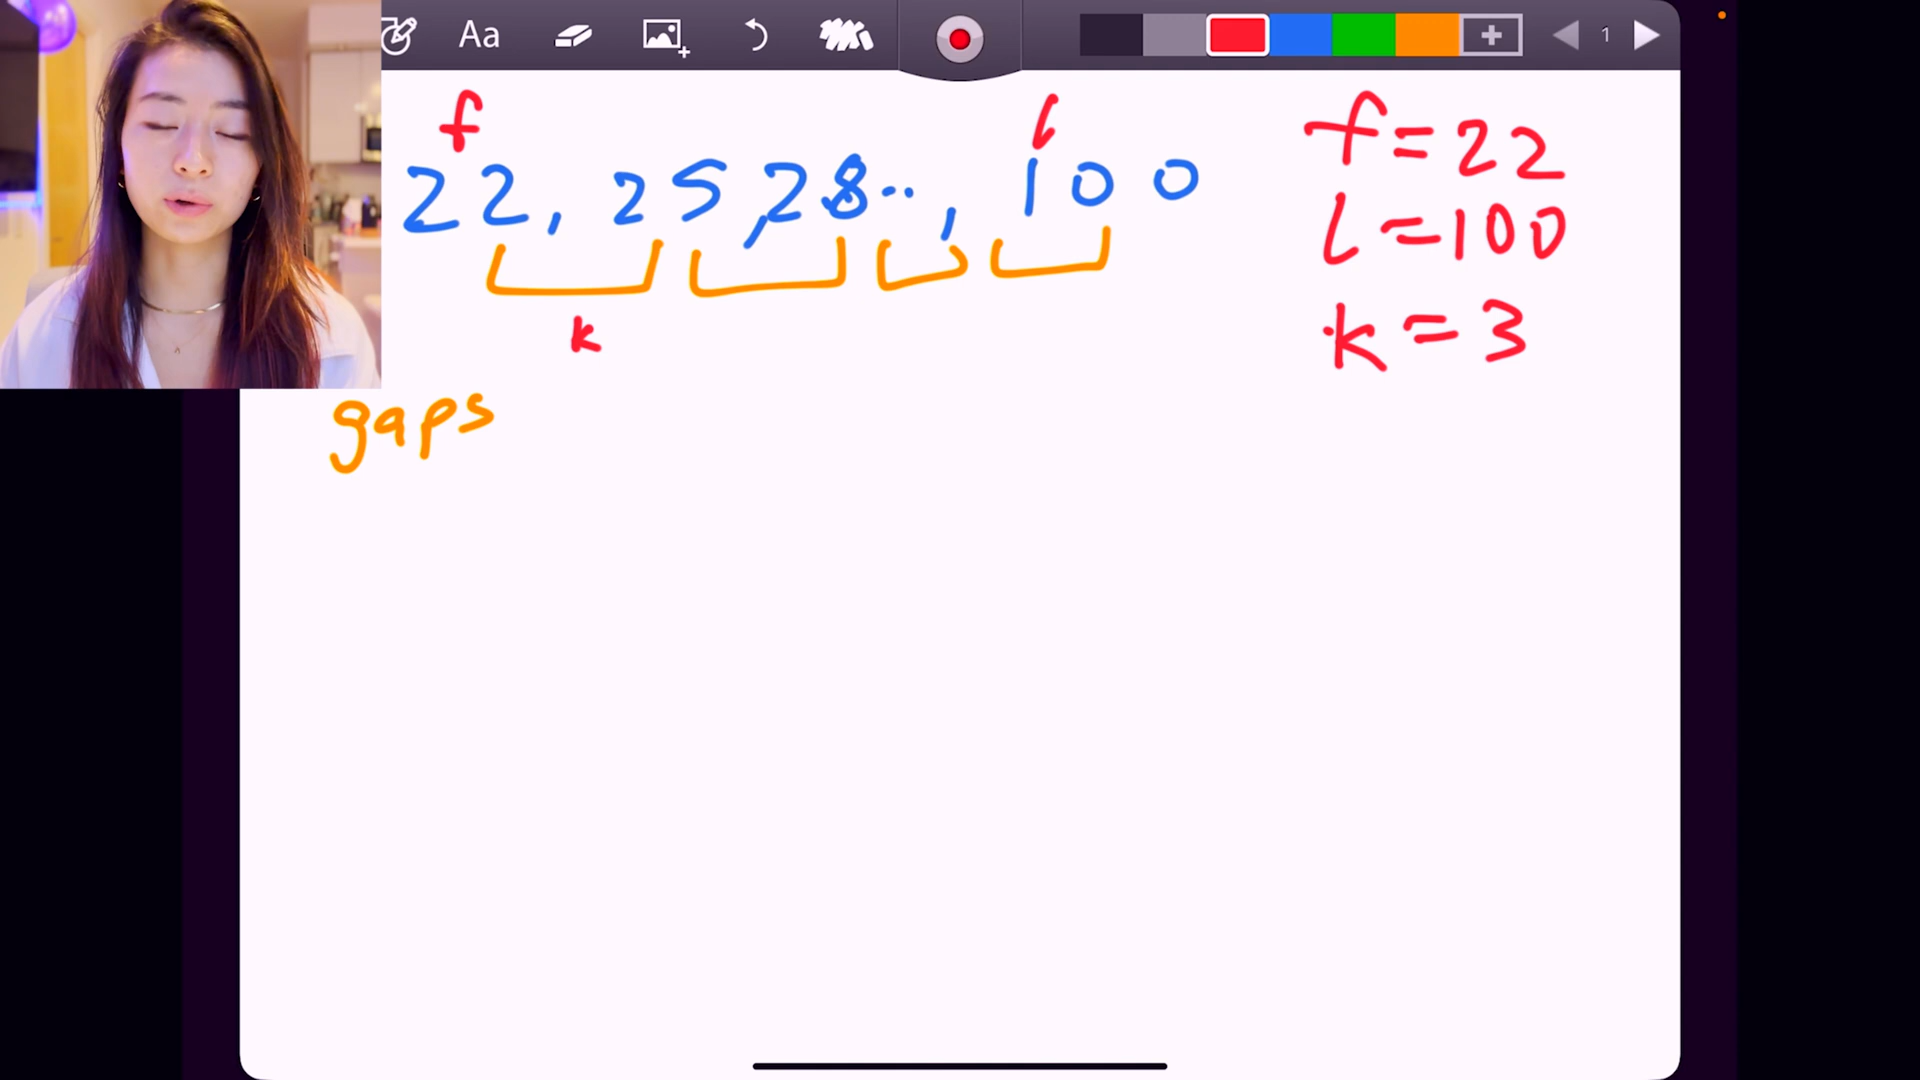 Aa
1
f l
22, 25, 28.., 100
k
gaps
f = 22
l = 100
k = 3